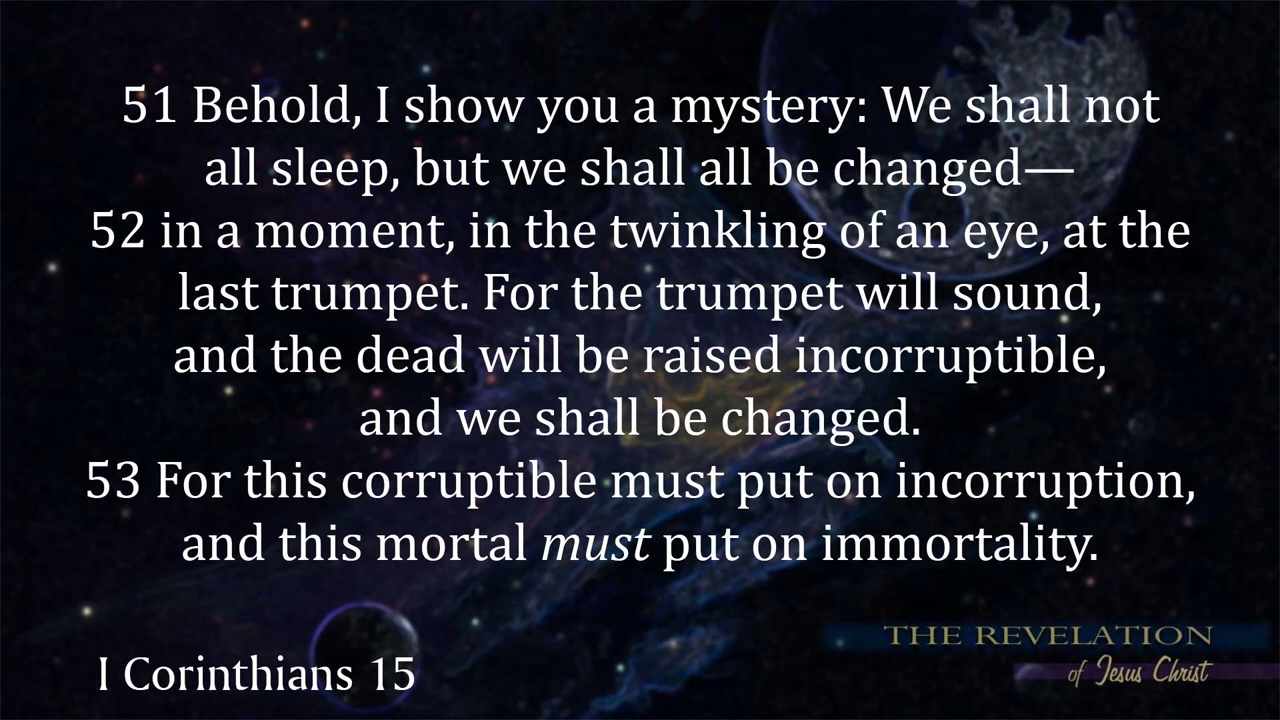 51 Behold, I show you a mystery: We shall not
all sleep, but we shall all be changed—
52 in a moment, in the twinkling of an eye, at the
last trumpet. For the trumpet will sound,
and the dead will be raised incorruptible,
and we shall be changed.
53 For this corruptible must put on incorruption,
and this mortal must put on immortality.
I Corinthians 15
THE REVELATION
of Jesus Christ